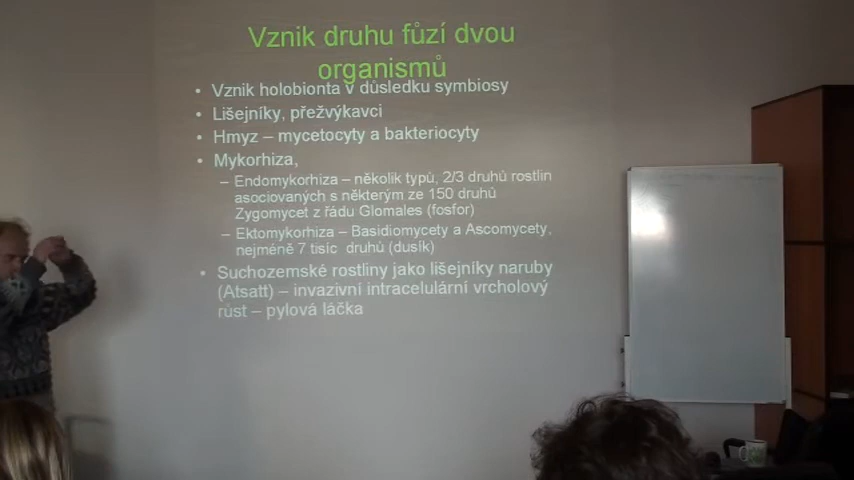 Vznik druhu fůzí dvou
organismů
• Vznik holobionta v důsledku symbiosy
• Lišejníky, přežvýkavci
• Hmyz – mycetocyty a bakteriocyty
• Mykorhiza,
– Endomykorhiza – několik typů, 2/3 druhů rostlin
asociovaných s některým ze 150 druhů
Zygomycet z řádu Glomales (fosfor)
– Ektomykorhiza – Basidiomycety a Ascomycety,
nejméně 7 tisíc druhů (dusík)
• Suchozemské rostliny jako lišejníky naruby
(Atsatt) – invazivní intracelulární vrcholový
růst – pylová láčka